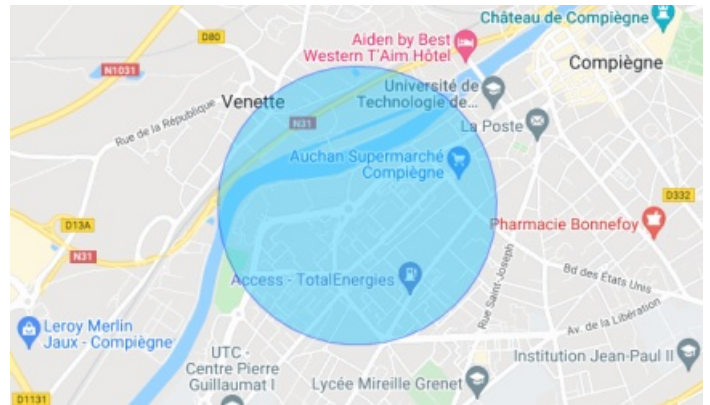 Château de Compiègne
D80
Aiden by Best
Western T'Aim Hôtel
Compiègne
N1031
Université de
Technologie de...
Venette
Rue de la République
N31
La Poste
Auchan Supermarché
Compiègne
D332
D13A
Pharmacie Bonnefoy
N31
Rue Saint-Joseph
Bd des États Unis
Access - TotalEnergies
Av. de la Libération
Leroy Merlin
Jaux - Compiègne
UTC -
Centre Pierre
Guillaumat I
Institution Jean-Paul II
Lycée Mireille Grenet
D1131